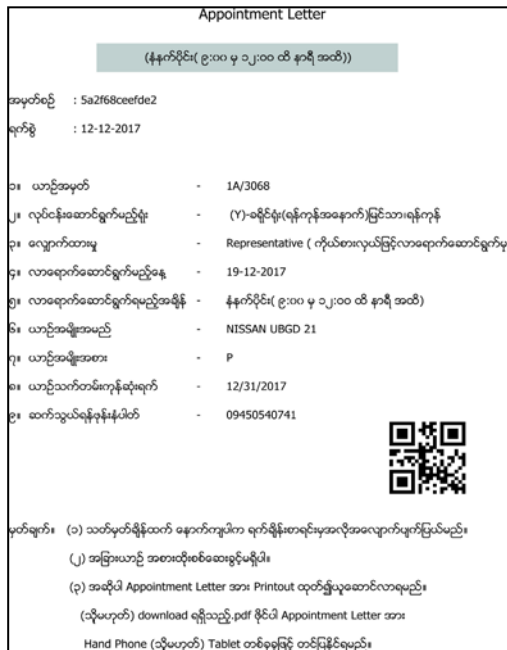 Appointment Letter
(နံနက်ပိုင်း( ၉:၀၀ မှ ၁၂:၀၀ ထိ နာရီ အထိ))
အမှတ်စဉ် : 5a2f68ceefde2
ရက်စွဲ : 12-12-2017
၁။ ယာဉ်အမှတ် - 1A/3068
၂။ လုပ်ငန်းဆောင်ရွက်မည့်ရုံး - (Y)-ခရိုင်ရုံး(ရန်ကုန်အနောက်)မြင်သာ၊ရန်ကုန်
၃။ လျှောက်ထားမှု - Representative ( ကိုယ်စားလှယ်ဖြင့်လာရောက်ဆောင်ရွက်မှု
၄။ လာရောက်ဆောင်ရွက်မည့်နေ့ - 19-12-2017
၅။ လာရောက်ဆောင်ရွက်ရမည့်အချိန် - နံနက်ပိုင်း( ၉:၀၀ မှ ၁၂:၀၀ ထိ နာရီ အထိ)
၆။ ယာဉ်အမျိုးအမည် - NISSAN UBGD 21
၇။ ယာဉ်အမျိုးအစား - P
၈။ ယာဉ်သက်တမ်းကုန်ဆုံးရက် - 12/31/2017
၉။ ဆက်သွယ်ရန်ဖုန်းနံပါတ် - 09450540741
မှတ်ချက်။ (၁) သတ်မှတ်ချိန်ထက် နောက်ကျပါက ရက်ချိန်းစာရင်းမှအလိုအလျောက်ပျက်ပြယ်မည်။
(၂) အခြားယာဉ် အစားထိုးစစ်ဆေးခွင့်မရှိပါ။
(၃) အဆိုပါ Appointment Letter အား Printout ထုတ်၍ယူဆောင်လာရမည်။
(သို့မဟုတ်) download ရရှိသည့်.pdf ဖိုင်ပါ Appointment Letter အား
Hand Phone (သို့မဟုတ်) Tablet တစ်ခုခုဖြင့် တင်ပြနိုင်ရမည်။